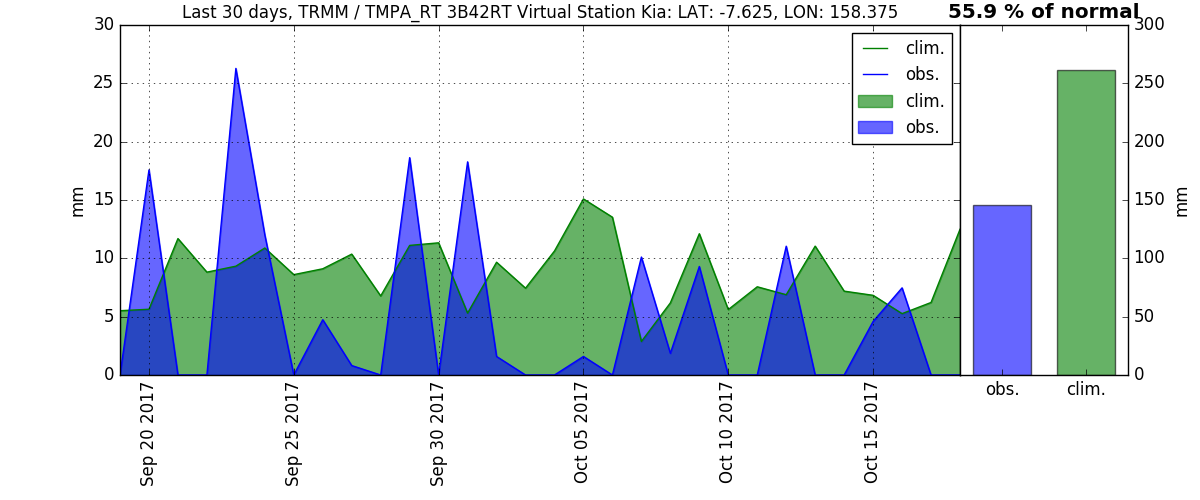 Last 30 days, TRMM / TMPA_RT 3B42RT Virtual Station Kia: LAT: -7.625, LON: 158.375
55.9 % of normal
30
25
20
15
10
5
0
mm
clim.
obs.
clim.
obs.
300
250
200
150
100
50
0
mm
obs.
clim.
Sep 20 2017
Sep 25 2017
Sep 30 2017
Oct 05 2017
Oct 10 2017
Oct 15 2017